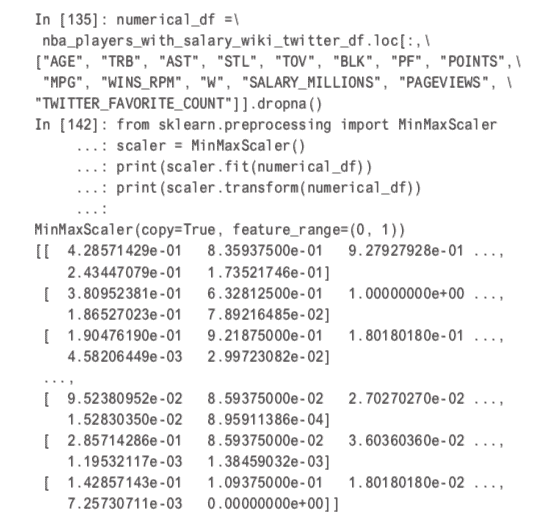 In [135]: numerical_df =\
nba_players_with_salary_wiki_twitter_df.loc[:,\
["AGE", "TRB", "AST", "STL", "TOV", "BLK", "PF", "POINTS",\
"MPG", "WINS_RPM", "W", "SALARY_MILLIONS", "PAGEVIEWS", \
"TWITTER_FAVORITE_COUNT"]].dropna()
In [142]: from sklearn.preprocessing import MinMaxScaler
...: scaler = MinMaxScaler()
...: print(scaler.fit(numerical_df))
...: print(scaler.transform(numerical_df))
...:
MinMaxScaler(copy=True, feature_range=(0, 1))
[[ 4.28571429e-01 8.35937500e-01 9.27927928e-01 ...,
2.43447079e-01 1.73521746e-01]
[ 3.80952381e-01 6.32812500e-01 1.00000000e+00 ...,
1.86527023e-01 7.89216485e-02]
[ 1.90476190e-01 9.21875000e-01 1.80180180e-01 ...,
4.58206449e-03 2.99723082e-02]
...,
[ 9.52380952e-02 8.59375000e-02 2.70270270e-02 ...,
1.52830350e-02 8.95911386e-04]
[ 2.85714286e-01 8.59375000e-02 3.60360360e-02 ...,
1.19532117e-03 1.38459032e-03]
[ 1.42857143e-01 1.09375000e-01 1.80180180e-02 ...,
7.25730711e-03 0.00000000e+00]]